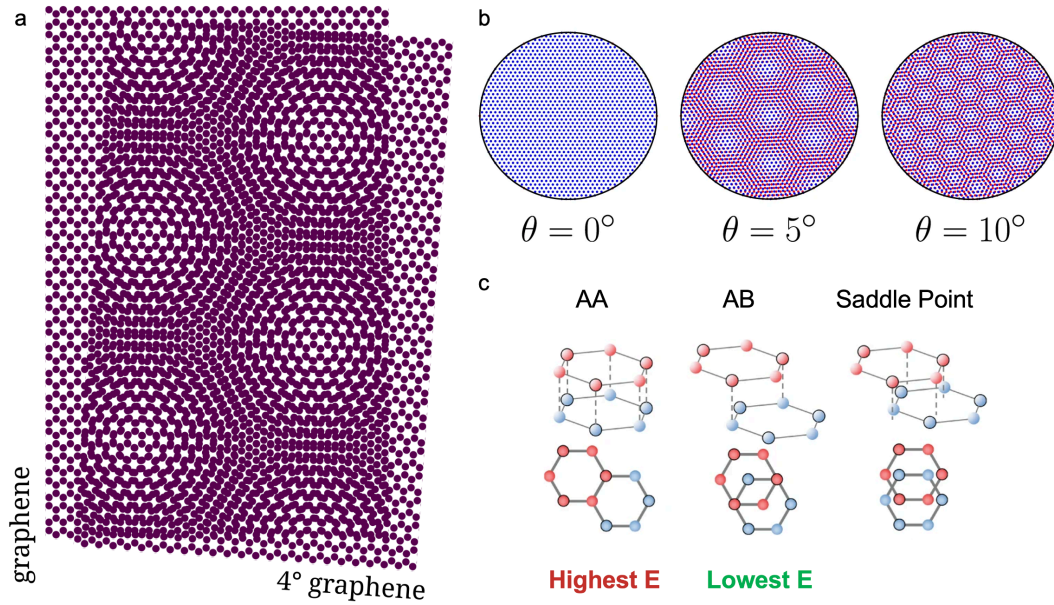 a
graphene
4° graphene
b
θ = 0°
θ = 5°
θ = 10°
c
AA
AB
Saddle Point
Highest E
Lowest E